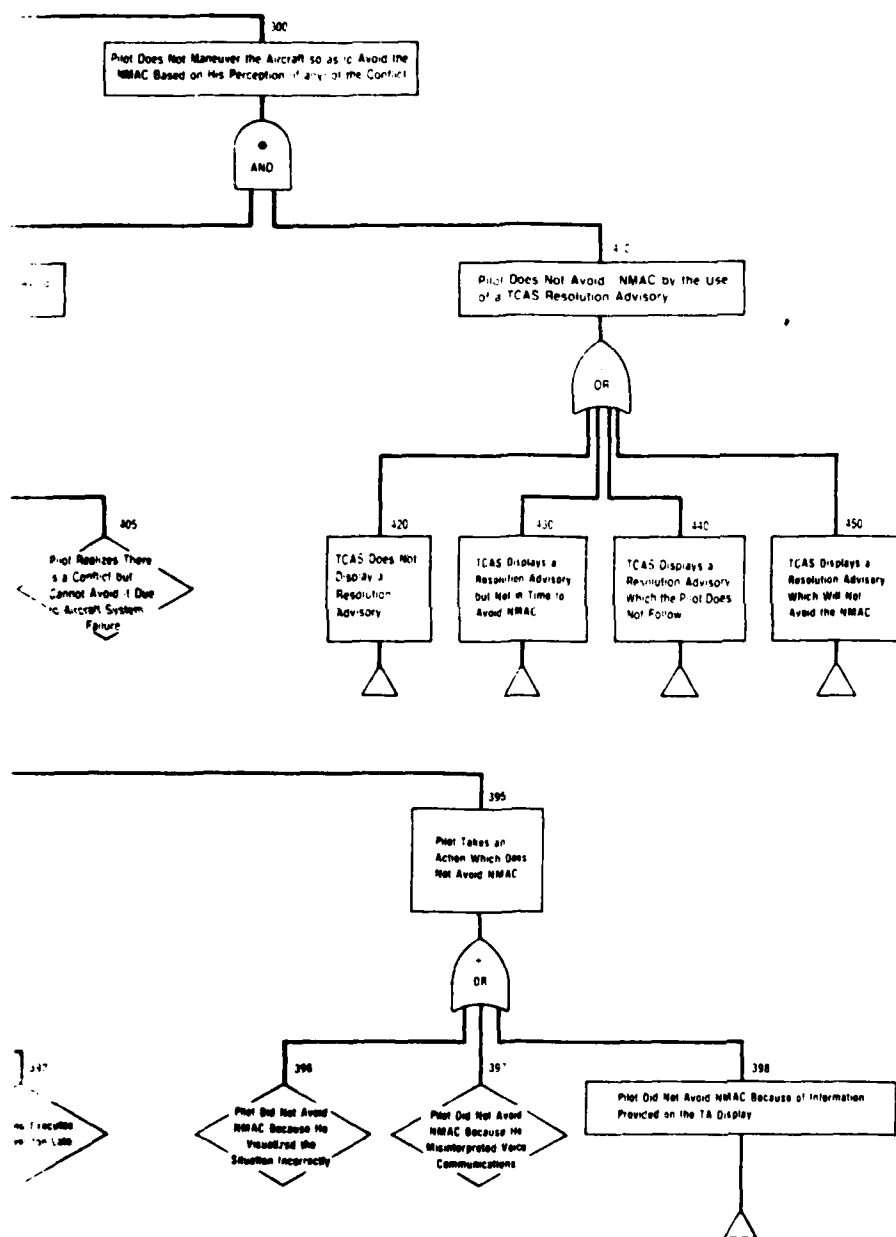 300
Pilot Does Not Maneuver the Aircraft so as to Avoid the
NMAC Based on His Perception if any of the Conflict
AND
Pilot Does Not Avoid NMAC by the Use
of a TCAS Resolution Advisory
OR
405
Pilot Realizes There
is a Conflict but
Cannot Avoid it Due
to Aircraft System
Failure
420
TCAS Does Not
Display a
Resolution
Advisory
430
TCAS Displays a
Resolution Advisory
but Not in Time to
Avoid NMAC
440
TCAS Displays a
Resolution Advisory
Which the Pilot Does
Not Follow
450
TCAS Displays a
Resolution Advisory
Which Will Not
Avoid the NMAC
395
Pilot Takes an
Action Which Does
Not Avoid NMAC
+
OR
Late
396
Pilot Did Not Avoid
NMAC Because He
Visualized the
Situation Incorrectly
397
Pilot Did Not Avoid
NMAC Because He
Misinterpreted Voice
Communications
398
Pilot Did Not Avoid NMAC Because of Information
Provided on the TA Display